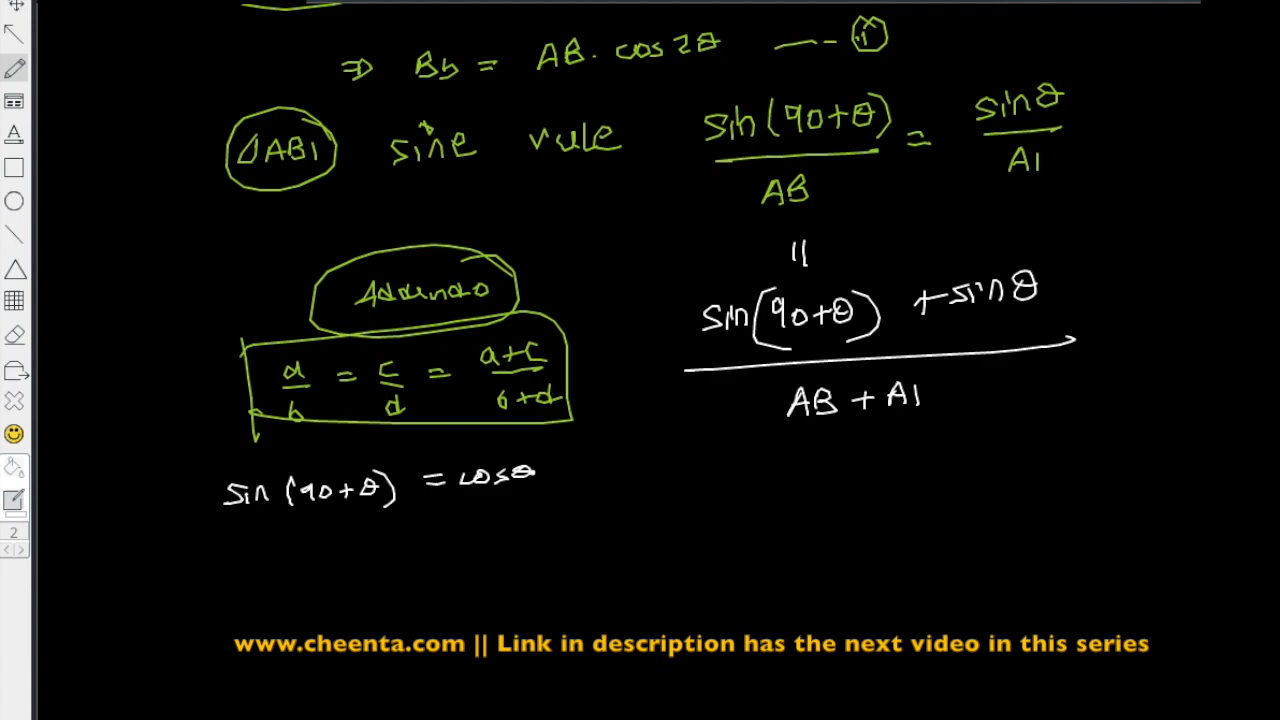 ⇒ Bb = AB. cos 2θ --- (i)
ΔABI sine rule sin(90+θ)/AB = sinθ/AI
||
Addendo sin(90+θ) + sinθ
a/b = c/d = a+c/b+d AB + AI
sin(90+θ) = cosθ
2
www.cheenta.com || Link in description has the next video in this series